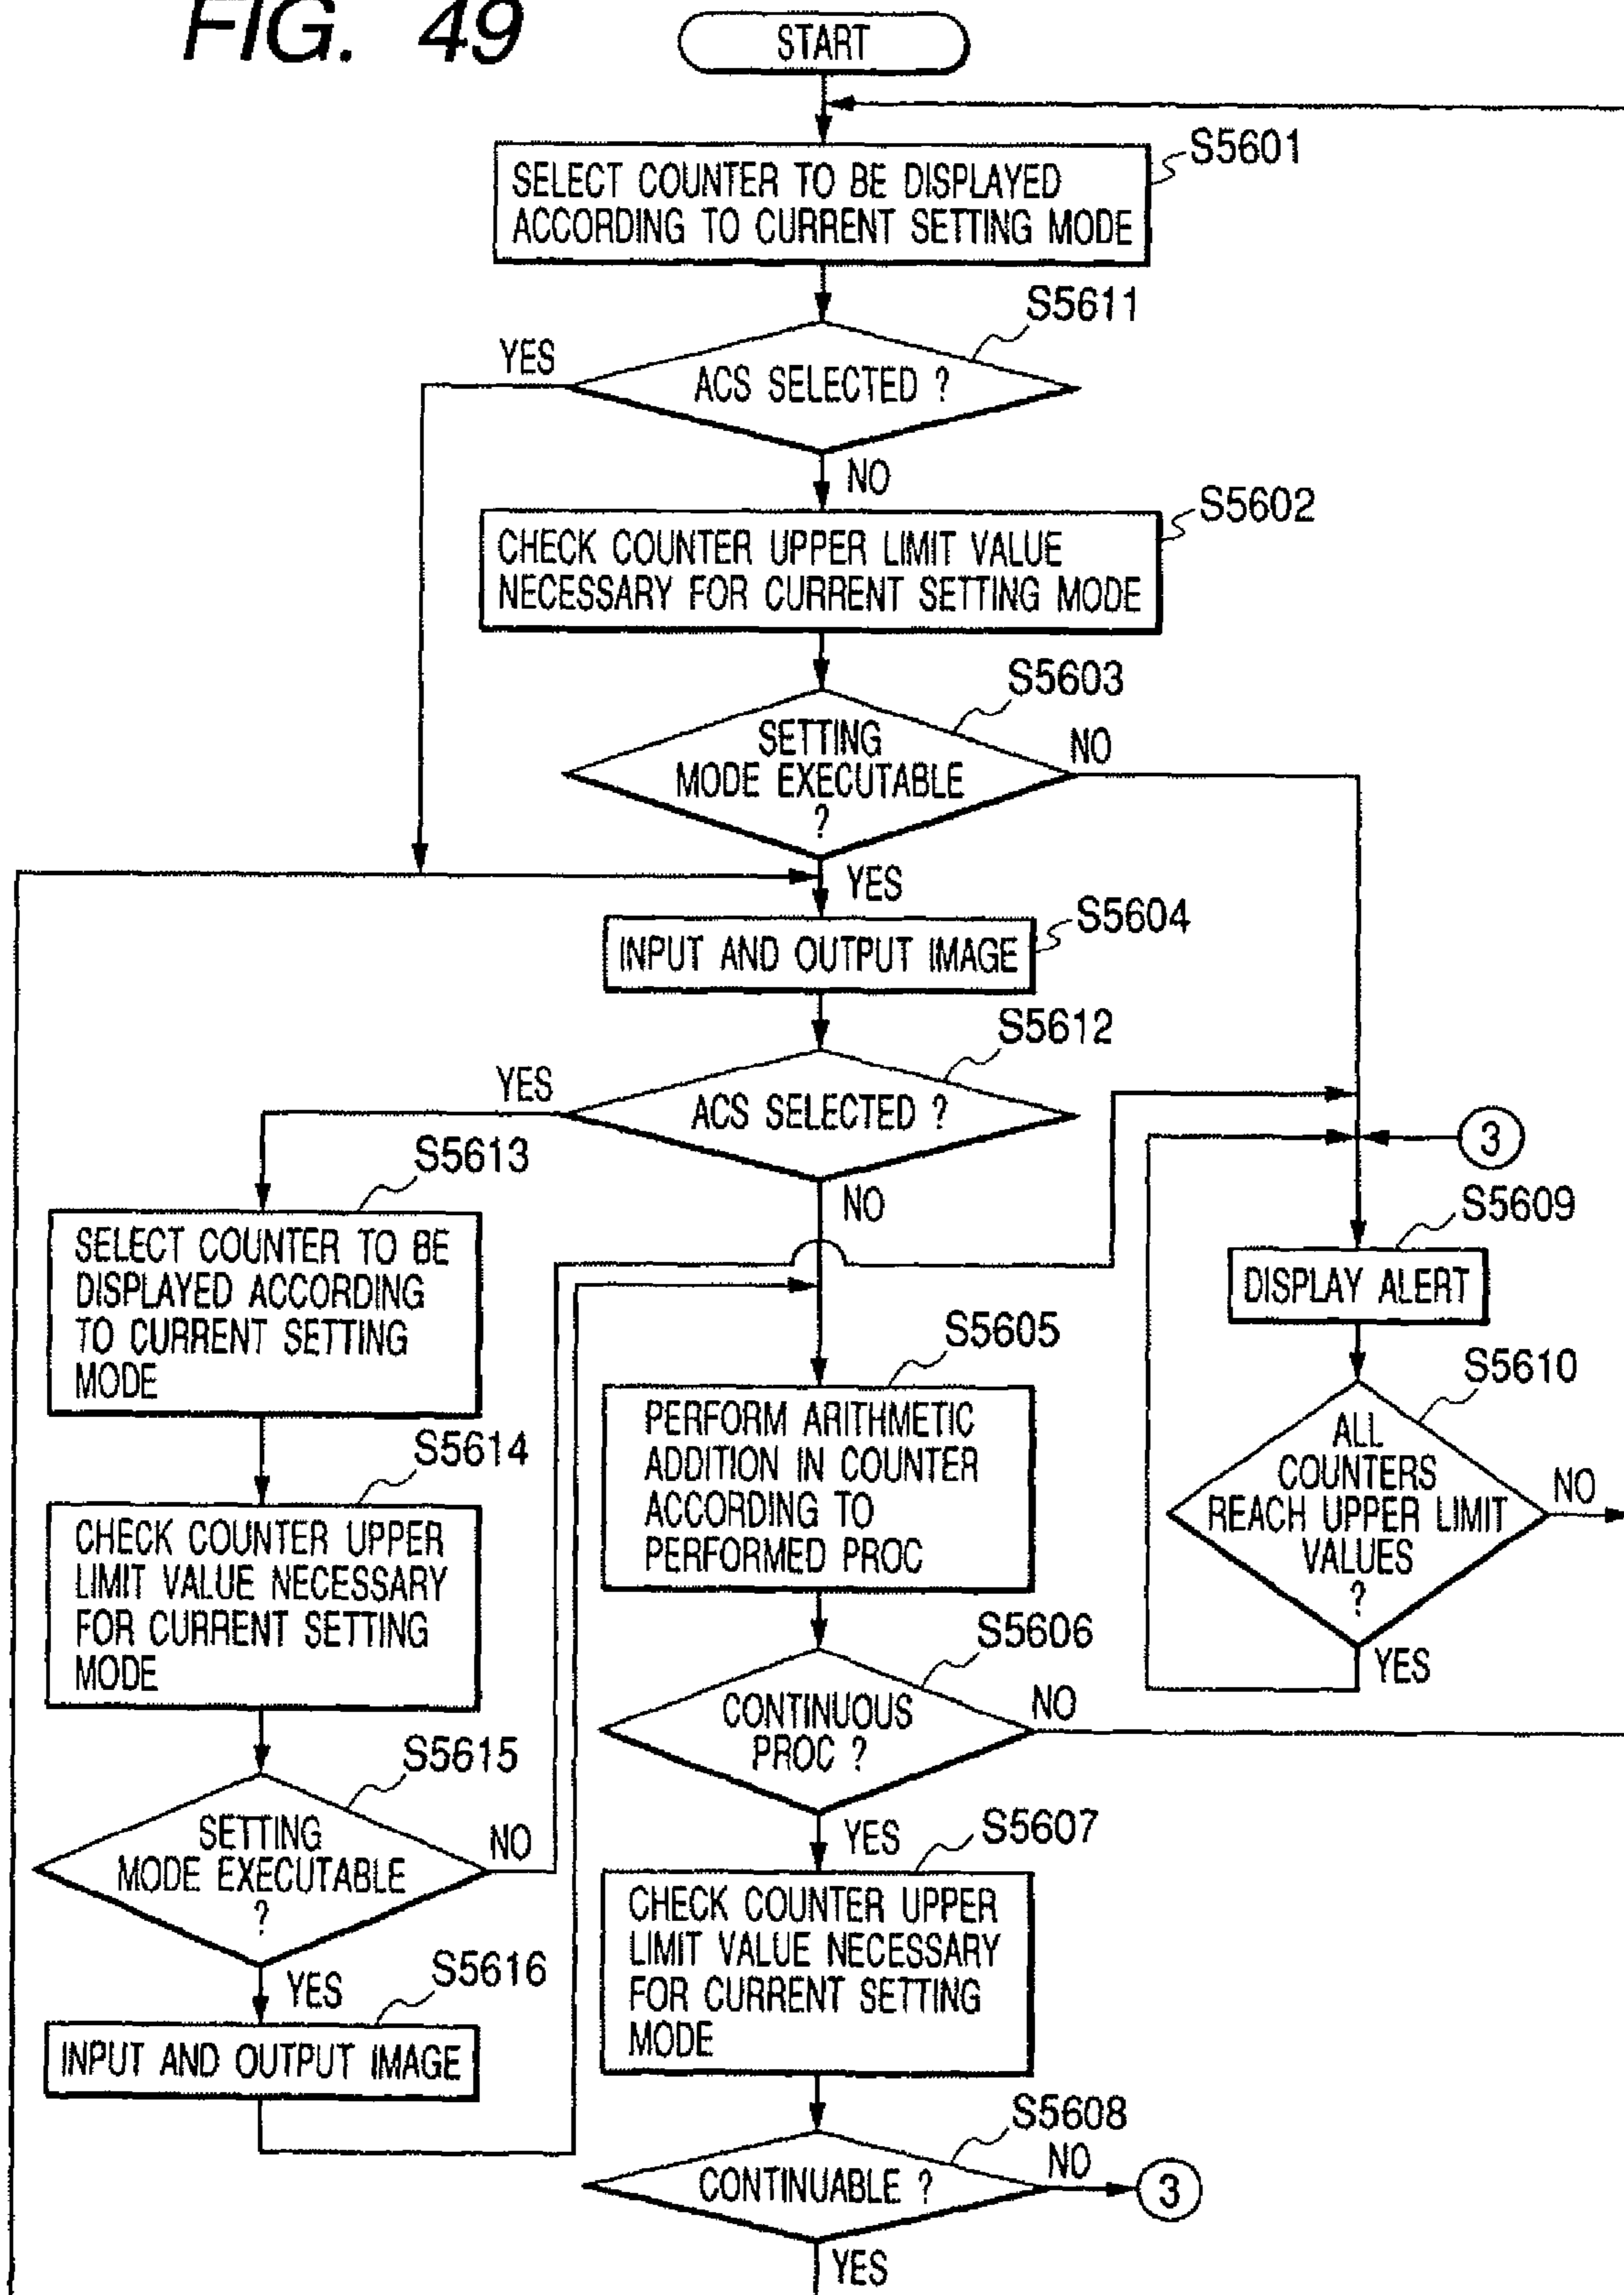 FIG. 49
START
S5601
SELECT COUNTER TO BE DISPLAYED
ACCORDING TO CURRENT SETTING MODE
S5611
YES
ACS SELECTED ?
NO
S5602
CHECK COUNTER UPPER LIMIT VALUE
NECESSARY FOR CURRENT SETTING MODE
S5603
SETTING
MODE EXECUTABLE
?
NO
YES
S5604
INPUT AND OUTPUT IMAGE
S5612
YES
ACS SELECTED ?
NO
3
S5613
SELECT COUNTER TO BE
DISPLAYED ACCORDING
TO CURRENT SETTING
MODE
S5609
DISPLAY ALERT
S5605
PERFORM ARITHMETIC
ADDITION IN COUNTER
ACCORDING TO
PERFORMED PROC
S5610
ALL
COUNTERS
REACH UPPER LIMIT
VALUES
?
NO
YES
S5614
CHECK COUNTER UPPER
LIMIT VALUE NECESSARY
FOR CURRENT SETTING
MODE
S5606
CONTINUOUS
PROC ?
NO
YES
S5615
SETTING
MODE EXECUTABLE
?
NO
YES
S5607
CHECK COUNTER UPPER
LIMIT VALUE NECESSARY
FOR CURRENT SETTING
MODE
S5616
INPUT AND OUTPUT IMAGE
S5608
CONTINUABLE ?
NO
3
YES